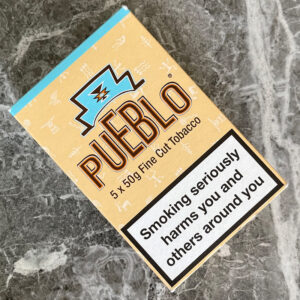 PUEBLO®
5 x 50g Fine Cut Tobacco
Smoking seriously
harms you and
others around you